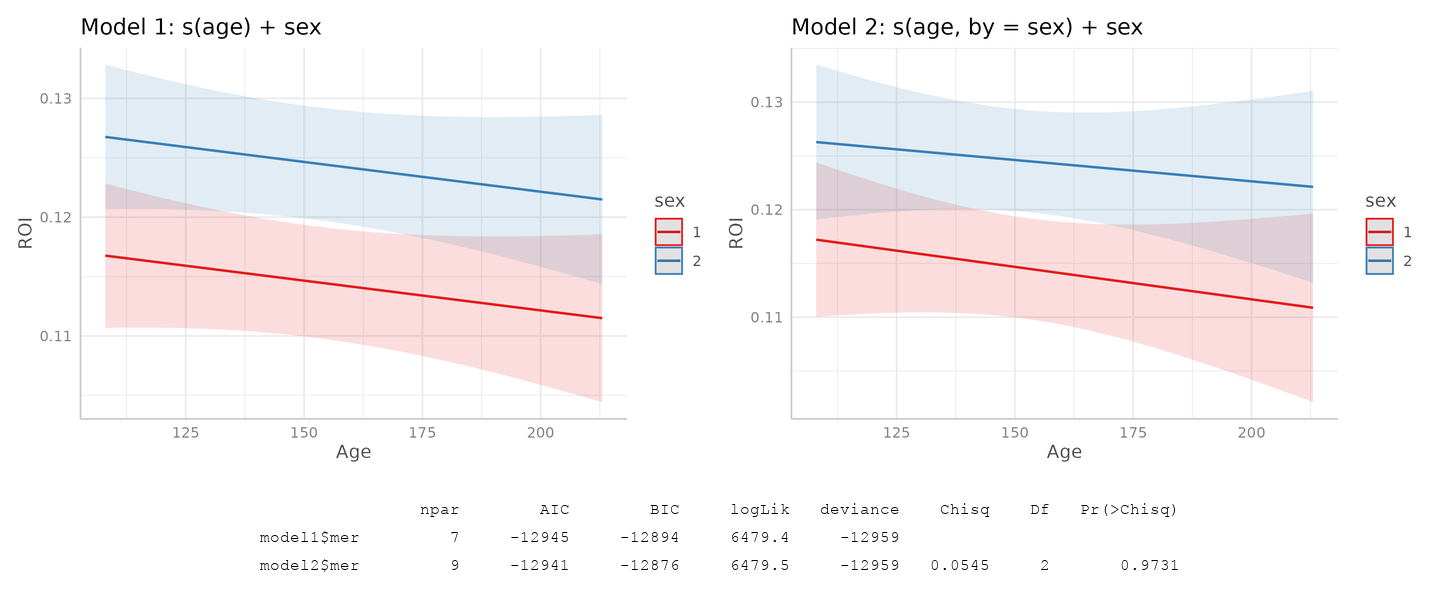 Model 1: s(age) + sex
0.13
0.12
0.11
ROI
125 150 175 200
Age
sex
1
2
Model 2: s(age, by = sex) + sex
0.13
0.12
0.11
ROI
125 150 175 200
Age
sex
1
2
npar AIC BIC logLik deviance Chisq Df Pr(>Chisq)
model1$mer 7 -12945 -12894 6479.4 -12959
model2$mer 9 -12941 -12876 6479.5 -12959 0.0545 2 0.9731